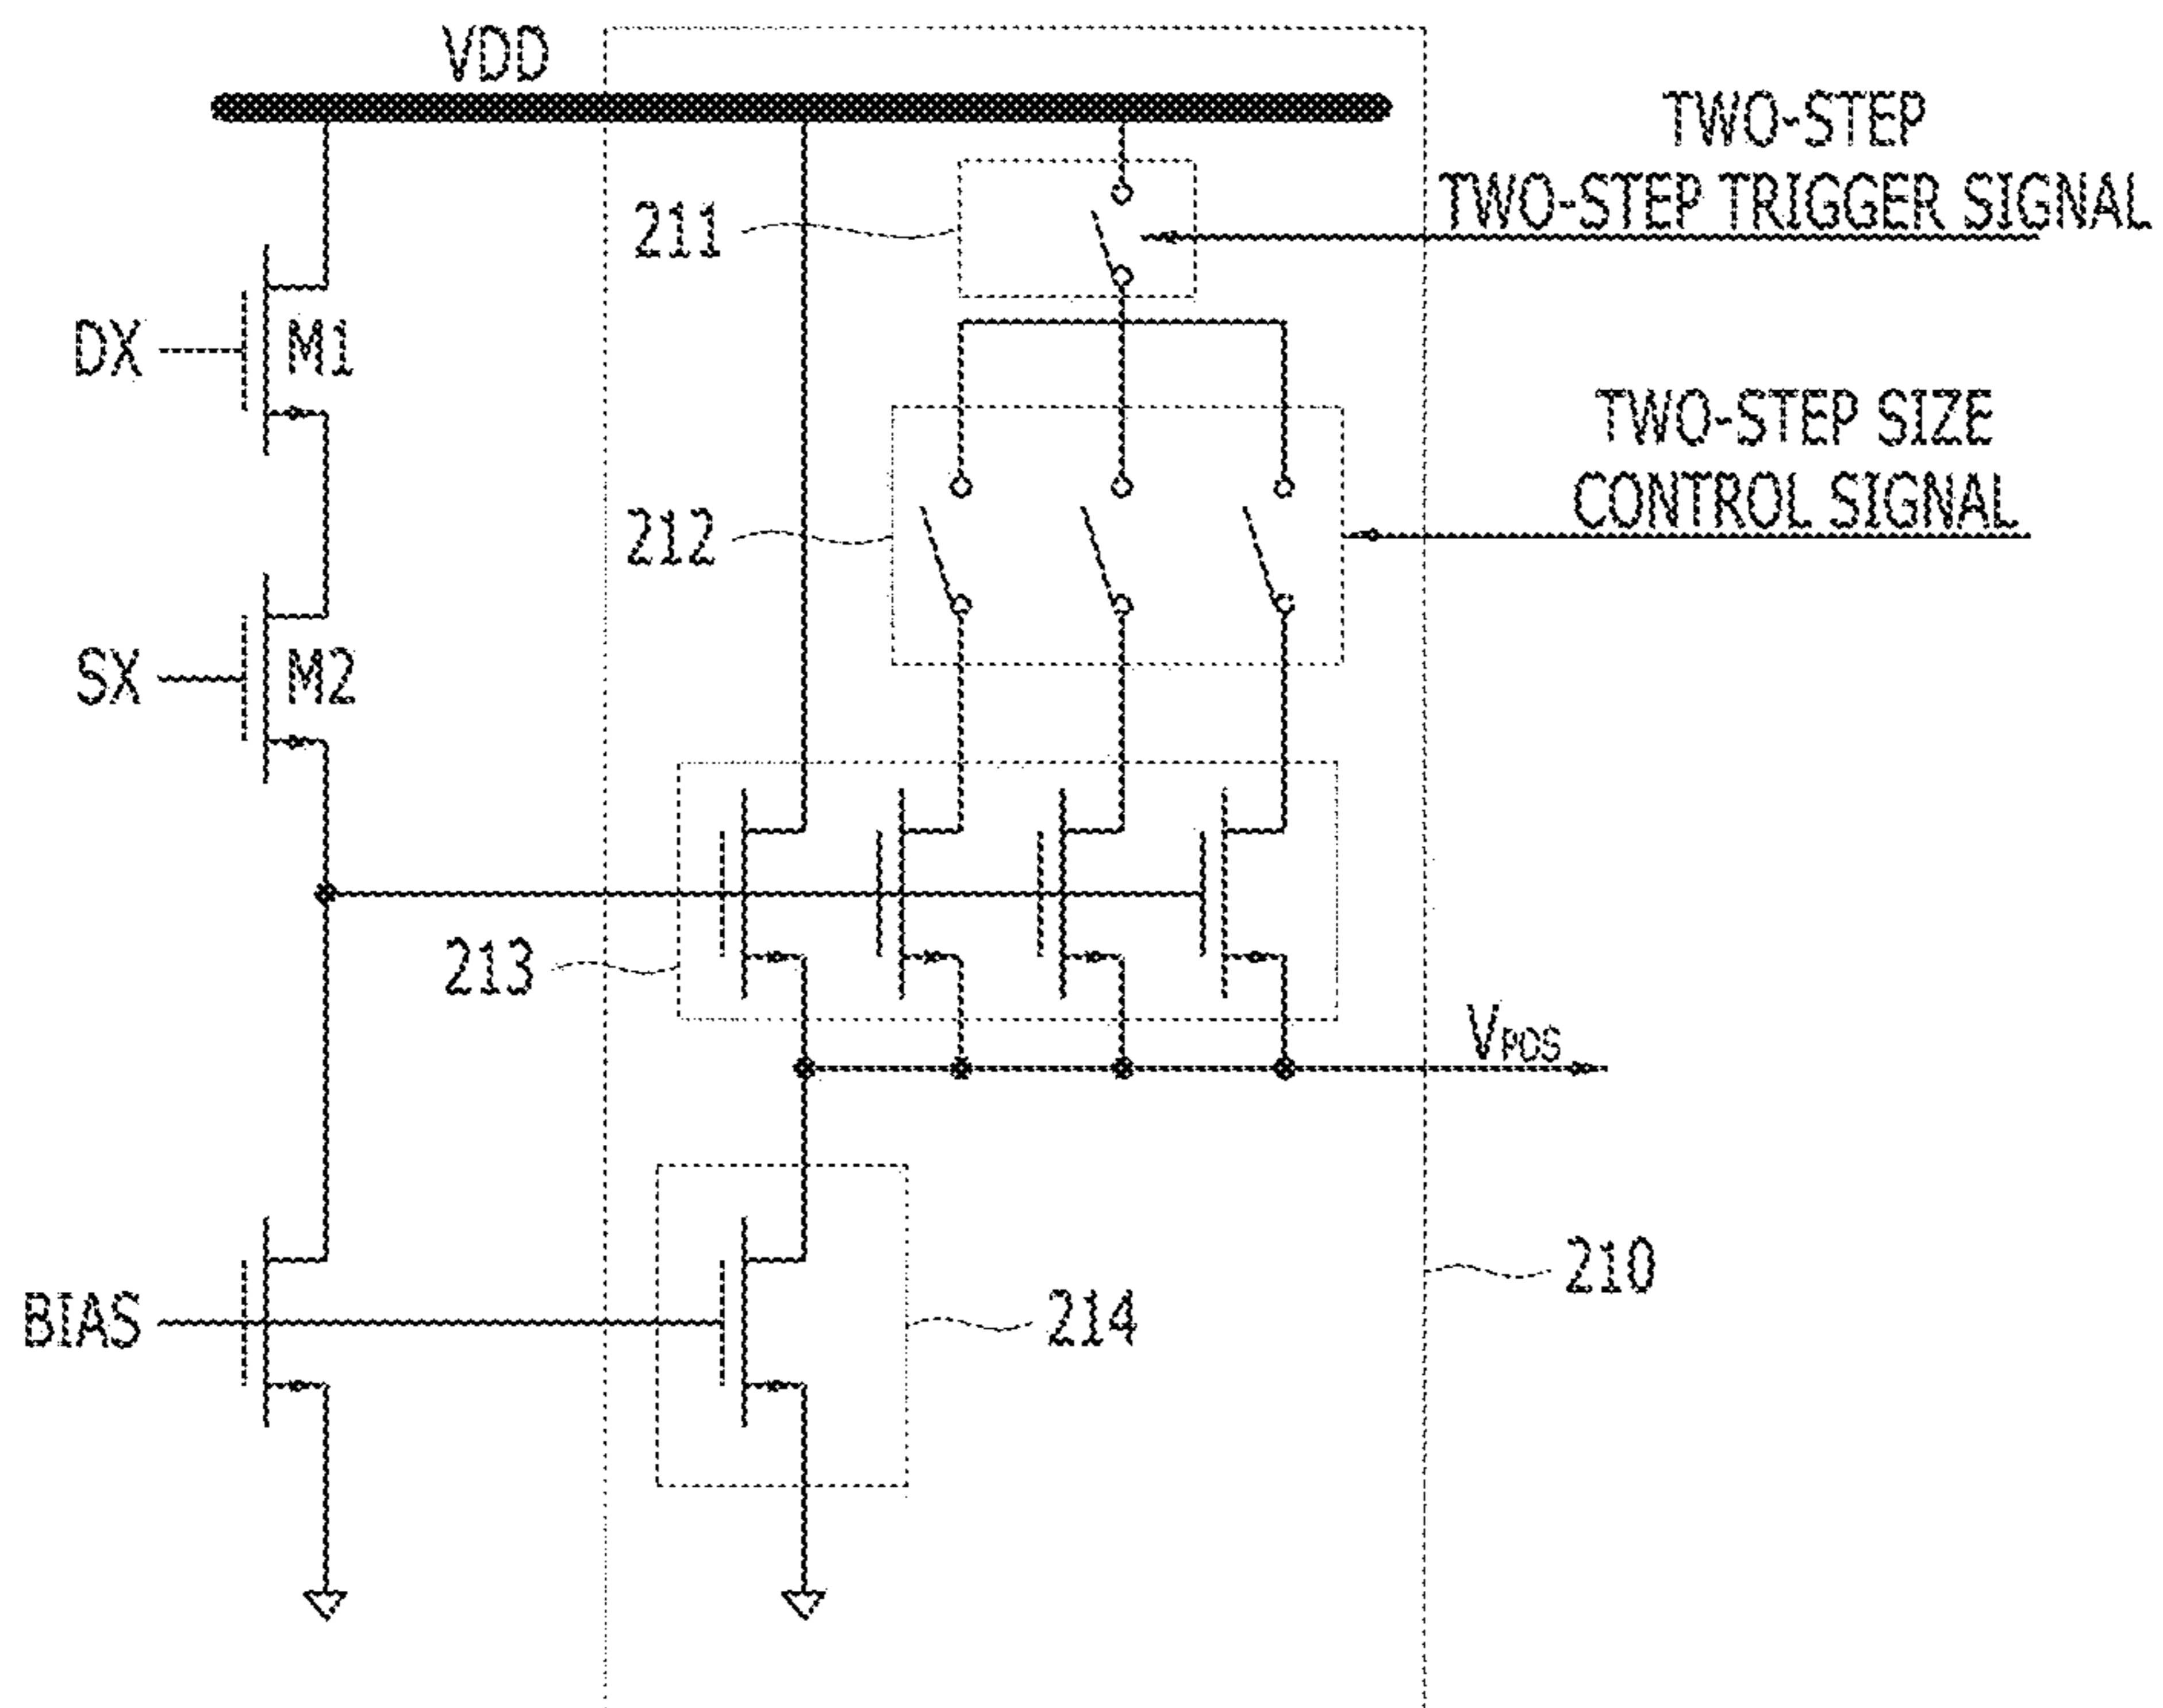 VDD
TWO-STEP
TWO-STEP TRIGGER SIGNAL
211
DX
M1
TWO-STEP SIZE
CONTROL SIGNAL
212
SX
M2
213
VPOS
210
214
BIAS